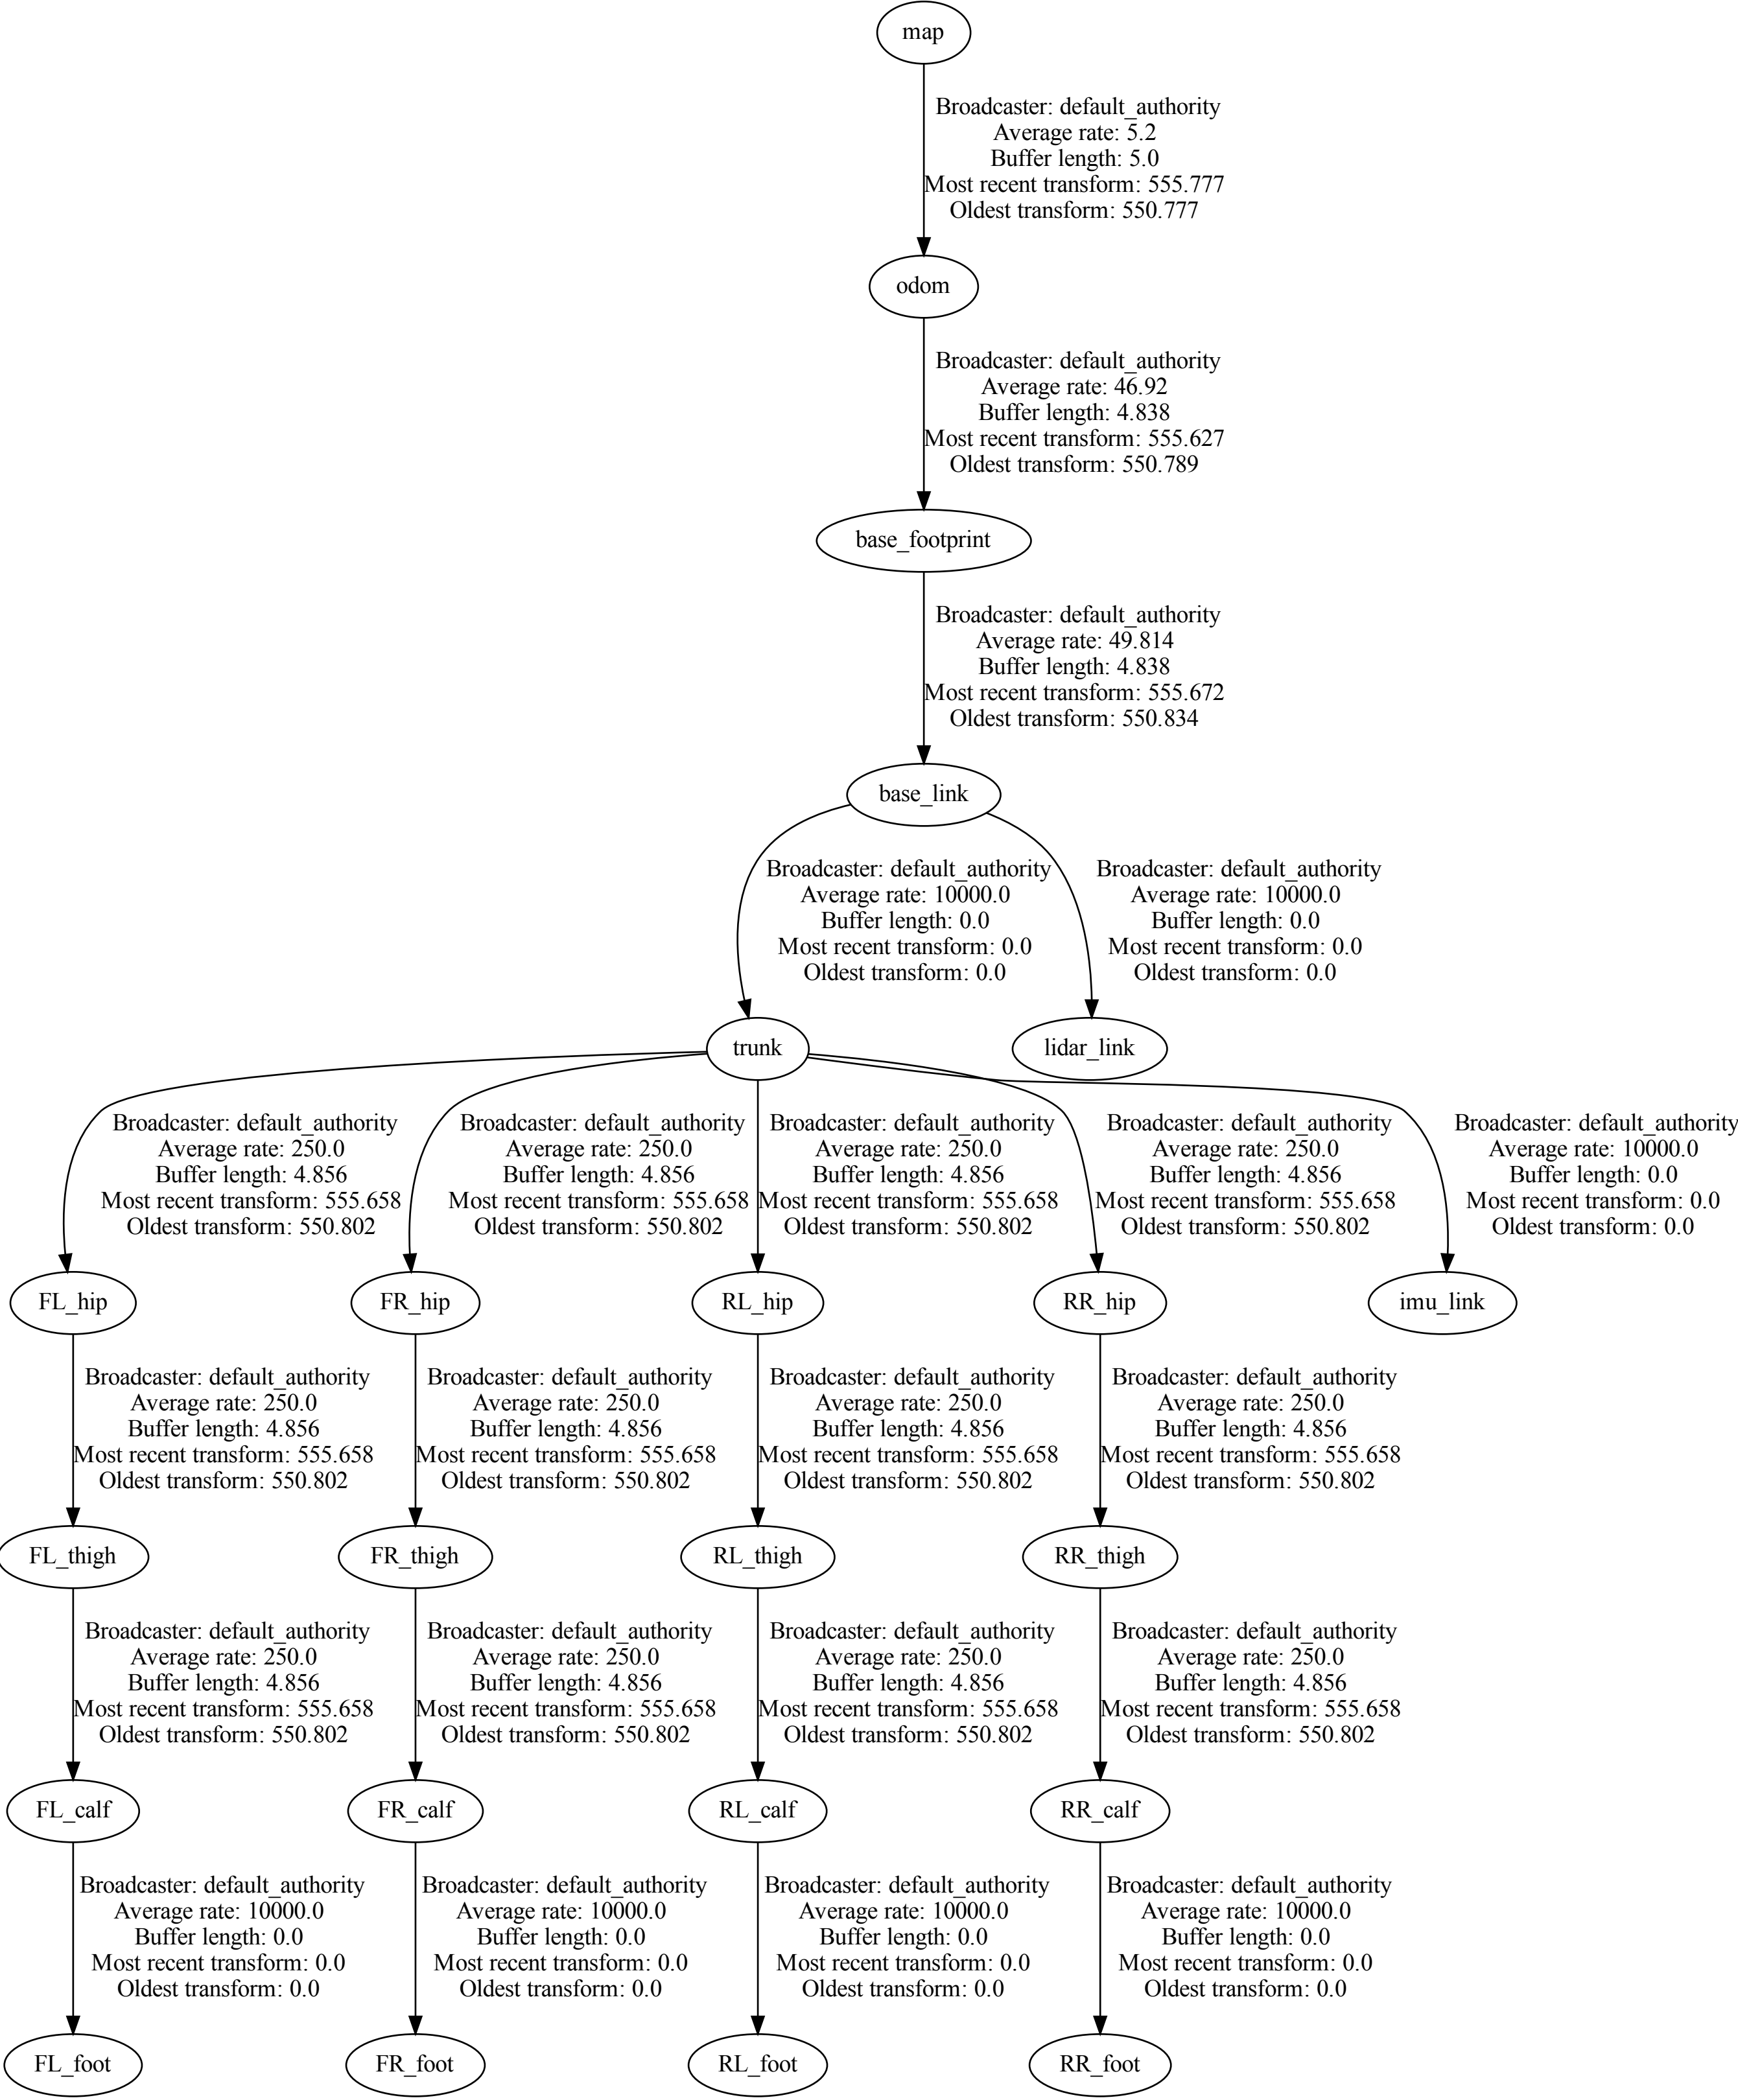 map
Broadcaster: default_authority
Average rate: 5.2
Buffer length: 5.0
Most recent transform: 555.777
Oldest transform: 550.777
odom
Broadcaster: default_authority
Average rate: 46.92
Buffer length: 4.838
Most recent transform: 555.627
Oldest transform: 550.789
base_footprint
Broadcaster: default_authority
Average rate: 49.814
Buffer length: 4.838
Most recent transform: 555.672
Oldest transform: 550.834
base_link
Broadcaster: default_authority
Average rate: 10000.0
Buffer length: 0.0
Most recent transform: 0.0
Oldest transform: 0.0
Broadcaster: default_authority
Average rate: 10000.0
Buffer length: 0.0
Most recent transform: 0.0
Oldest transform: 0.0
trunk
lidar_link
Broadcaster: default_authority
Average rate: 250.0
Buffer length: 4.856
Most recent transform: 555.658
Oldest transform: 550.802
Broadcaster: default_authority
Average rate: 250.0
Buffer length: 4.856
Most recent transform: 555.658
Oldest transform: 550.802
Broadcaster: default_authority
Average rate: 250.0
Buffer length: 4.856
Most recent transform: 555.658
Oldest transform: 550.802
Broadcaster: default_authority
Average rate: 250.0
Buffer length: 4.856
Most recent transform: 555.658
Oldest transform: 550.802
Broadcaster: default_authority
Average rate: 10000.0
Buffer length: 0.0
Most recent transform: 0.0
Oldest transform: 0.0
FL_hip
FR_hip
RL_hip
RR_hip
imu_link
Broadcaster: default_authority
Average rate: 250.0
Buffer length: 4.856
Most recent transform: 555.658
Oldest transform: 550.802
Broadcaster: default_authority
Average rate: 250.0
Buffer length: 4.856
Most recent transform: 555.658
Oldest transform: 550.802
Broadcaster: default_authority
Average rate: 250.0
Buffer length: 4.856
Most recent transform: 555.658
Oldest transform: 550.802
Broadcaster: default_authority
Average rate: 250.0
Buffer length: 4.856
Most recent transform: 555.658
Oldest transform: 550.802
FL_thigh
FR_thigh
RL_thigh
RR_thigh
Broadcaster: default_authority
Average rate: 250.0
Buffer length: 4.856
Most recent transform: 555.658
Oldest transform: 550.802
Broadcaster: default_authority
Average rate: 250.0
Buffer length: 4.856
Most recent transform: 555.658
Oldest transform: 550.802
Broadcaster: default_authority
Average rate: 250.0
Buffer length: 4.856
Most recent transform: 555.658
Oldest transform: 550.802
Broadcaster: default_authority
Average rate: 250.0
Buffer length: 4.856
Most recent transform: 555.658
Oldest transform: 550.802
FL_calf
FR_calf
RL_calf
RR_calf
Broadcaster: default_authority
Average rate: 10000.0
Buffer length: 0.0
Most recent transform: 0.0
Oldest transform: 0.0
Broadcaster: default_authority
Average rate: 10000.0
Buffer length: 0.0
Most recent transform: 0.0
Oldest transform: 0.0
Broadcaster: default_authority
Average rate: 10000.0
Buffer length: 0.0
Most recent transform: 0.0
Oldest transform: 0.0
Broadcaster: default_authority
Average rate: 10000.0
Buffer length: 0.0
Most recent transform: 0.0
Oldest transform: 0.0
FL_foot
FR_foot
RL_foot
RR_foot